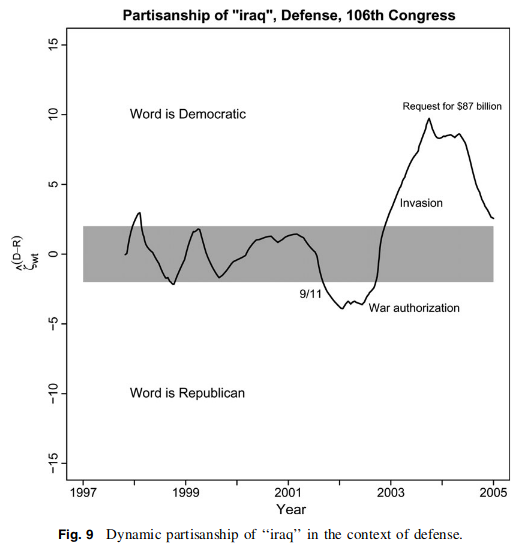 Partisanship of "iraq", Defense, 106th Congress
15
Word is Democratic
10
Request for $87 billion
5
Invasion
0
ζ̂wt(D−R)
9/11
War authorization
−5
Word is Republican
−10
−15
1997
1999
2001
2003
2005
Year
Fig. 9 Dynamic partisanship of ‘‘iraq’’ in the context of defense.